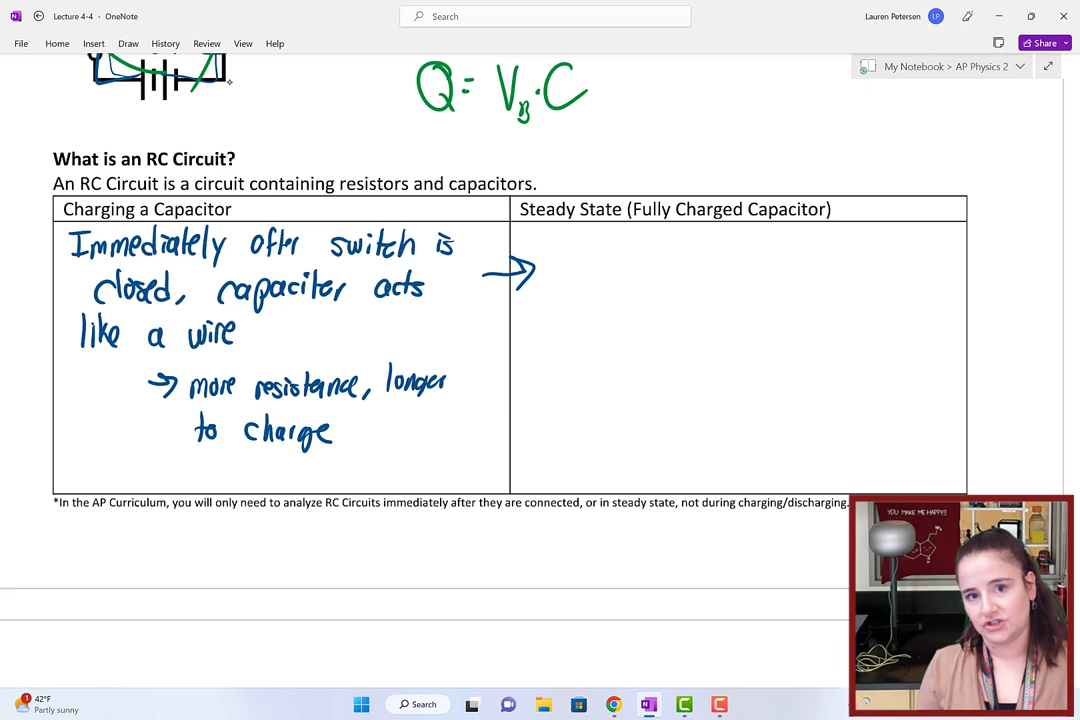 Lecture 4-4 - OneNote
Search
Lauren Petersen
LP
File Home Insert Draw History Review View Help
Share
My Notebook > AP Physics 2
Q = VB · C
What is an RC Circuit?
An RC Circuit is a circuit containing resistors and capacitors.
Charging a Capacitor
Steady State (Fully Charged Capacitor)
Immediately after switch is
closed, capaciter acts
like a wire
→ more resistance, longer
to charge
*In the AP Curriculum, you will only need to analyze RC Circuits immediately after they are connected, or in steady state, not during charging/discharging.
YOU MAKE ME HAPPY!!
1
42°F
Partly sunny
Search